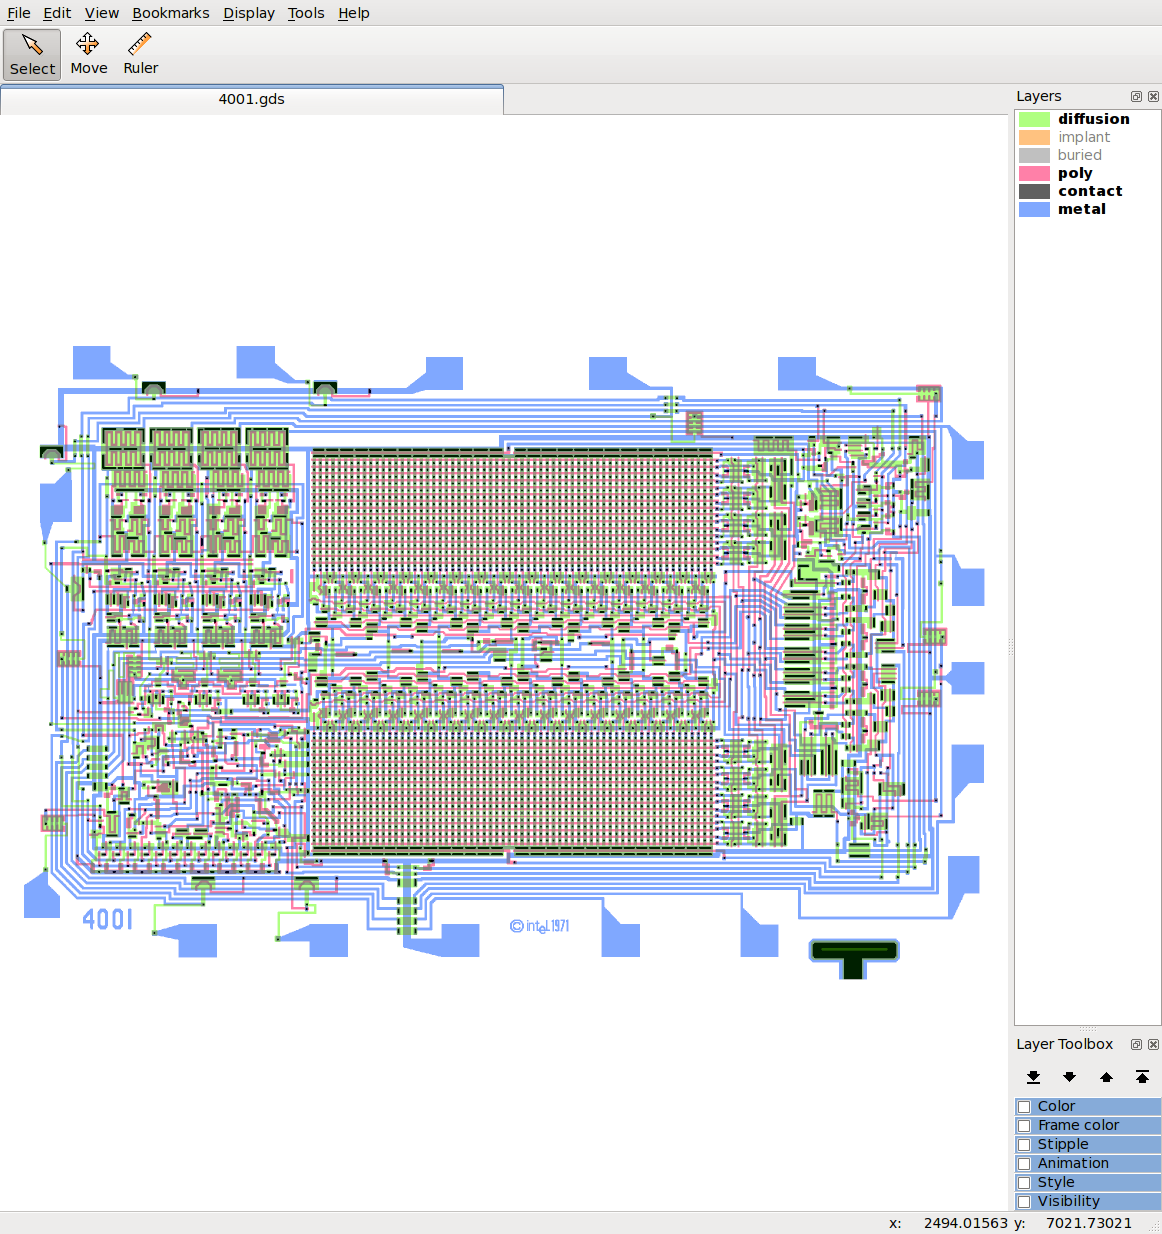 File Edit View Bookmarks Display Tools Help
Select Move Ruler
4001.gds
Layers
diffusion
implant
buried
poly
contact
metal
4001
© intel 1971
Layer Toolbox
Color
Frame color
Stipple
Animation
Style
Visibility
x: 2494.01563 y: 7021.73021